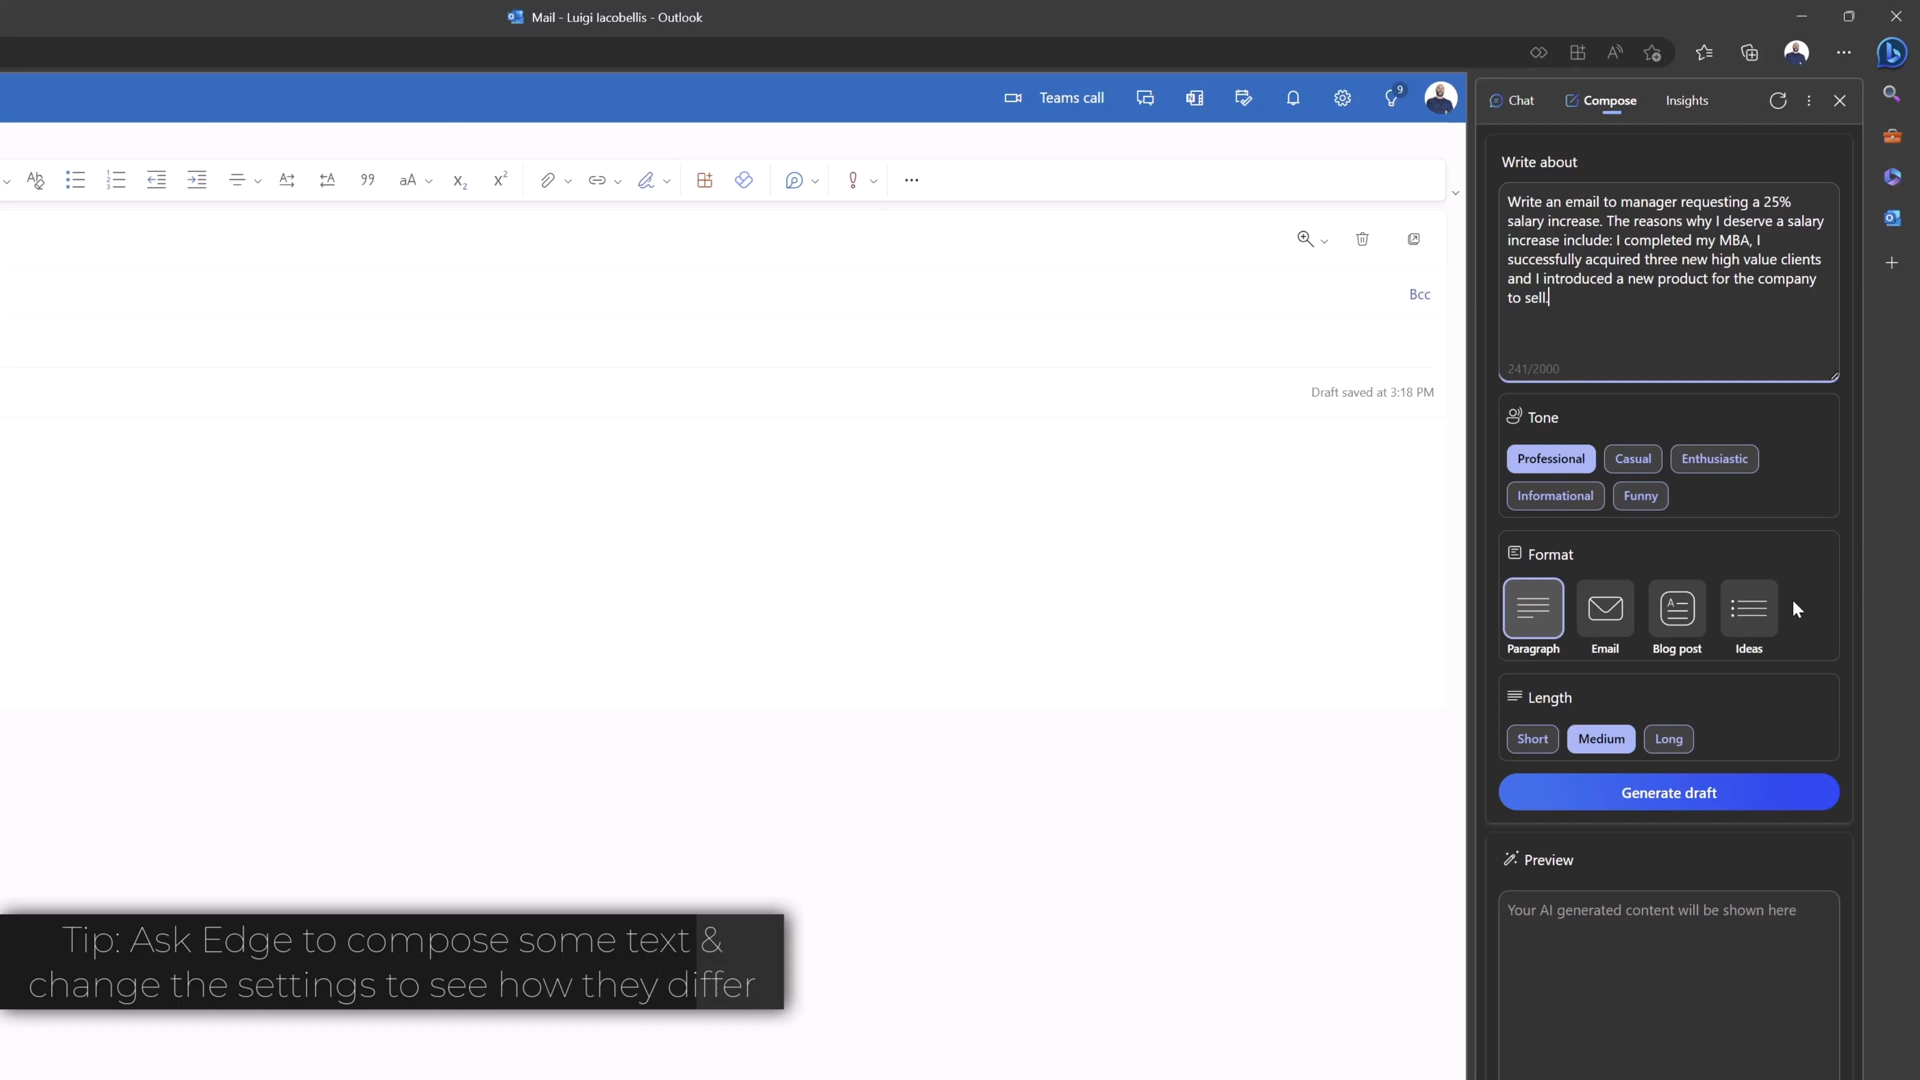 Mail - Luigi Iacobellis - Outlook
Teams call
9
Chat
Compose
Insights
Write about
Write an email to manager requesting a 25%
salary increase. The reasons why I deserve a salary
increase include: I completed my MBA, I
successfully acquired three new high value clients
and I introduced a new product for the company
to sell.
241/2000
Bcc
Draft saved at 3:18 PM
Tone
Professional
Casual
Enthusiastic
Informational
Funny
Format
Paragraph
Email
Blog post
Ideas
Length
Short
Medium
Long
Generate draft
Preview
Your AI generated content will be shown here
Tip: Ask Edge to compose some text &
change the settings to see how they differ